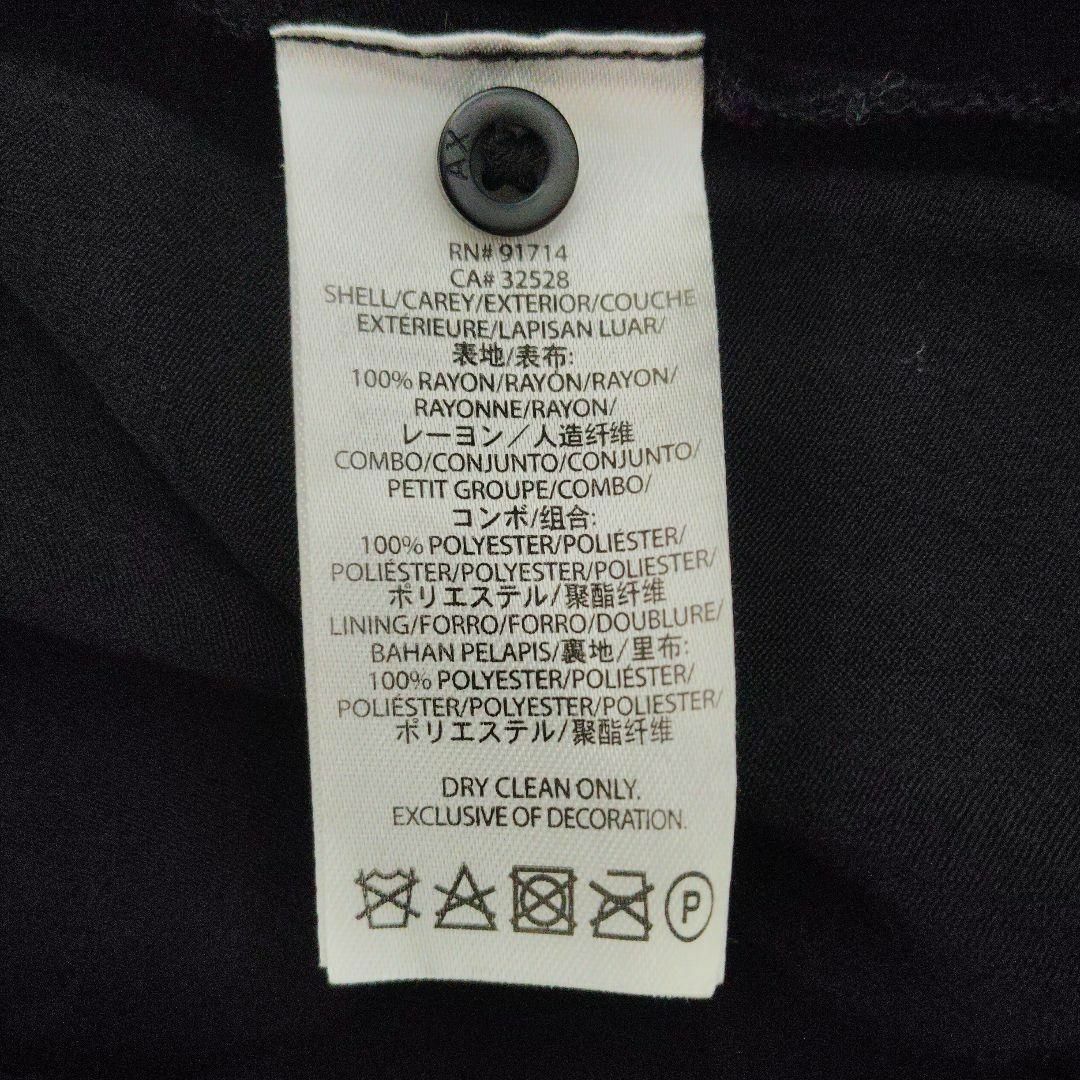 AX
RN# 91714
CA# 32528
SHELL/CAREY/EXTERIOR/COUCHE
EXTÉRIEURE/LAPISAN LUAR/
表地/表布:
100% RAYON/RAYÓN/RAYON/
RAYONNE/RAYON/
レーヨン/人造纤维
COMBO/CONJUNTO/CONJUNTO/
PETIT GROUPE/COMBO/
コンボ/组合:
100% POLYESTER/POLIÉSTER/
POLIÉSTER/POLYESTER/POLIESTER/
ポリエステル/聚酯纤维
LINING/FORRO/FORRO/DOUBLURE/
BAHAN PELAPIS/裏地/里布:
100% POLYESTER/POLIÉSTER/
POLIÉSTER/POLYESTER/POLIESTER/
ポリエステル/聚酯纤维
DRY CLEAN ONLY.
EXCLUSIVE OF DECORATION.
P